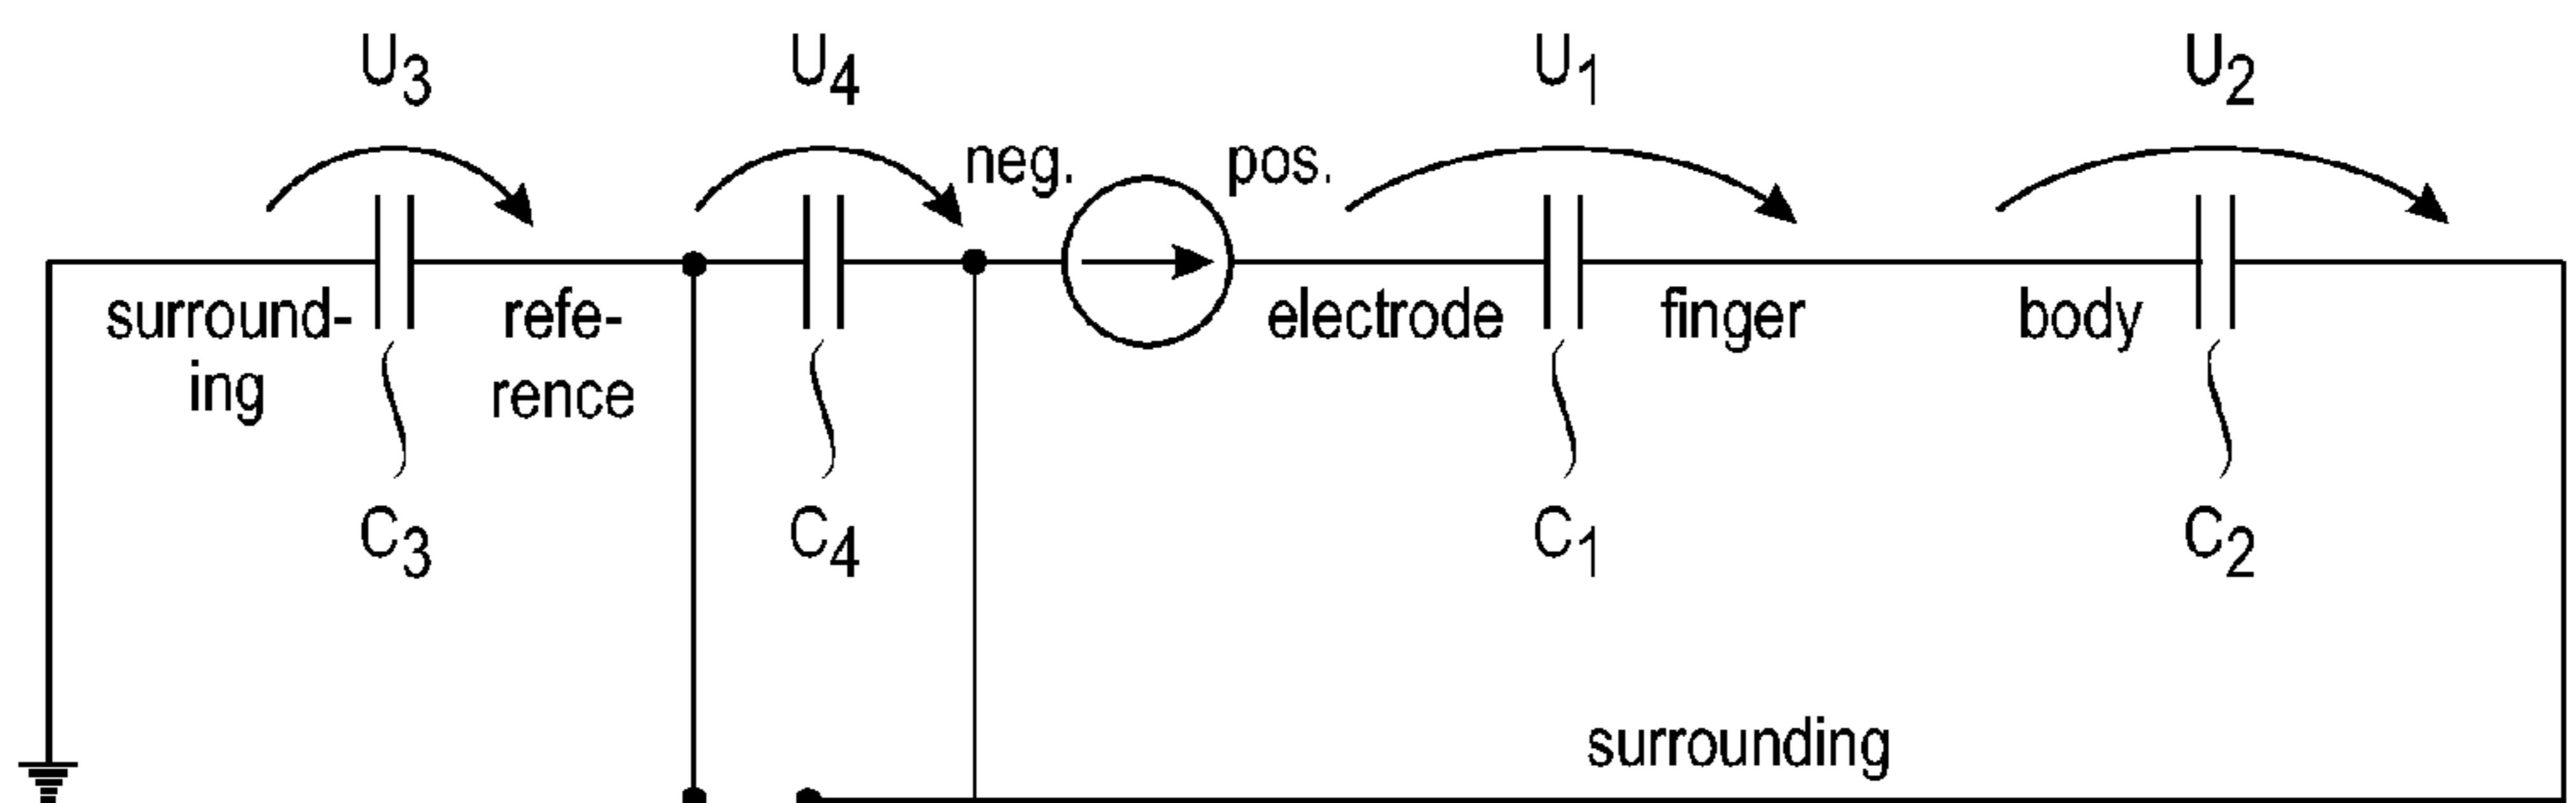 U3 U4 U1 U2
neg. pos.
surround-
ing
refe-
rence
electrode finger body
C3 C4 C1 C2
surrounding